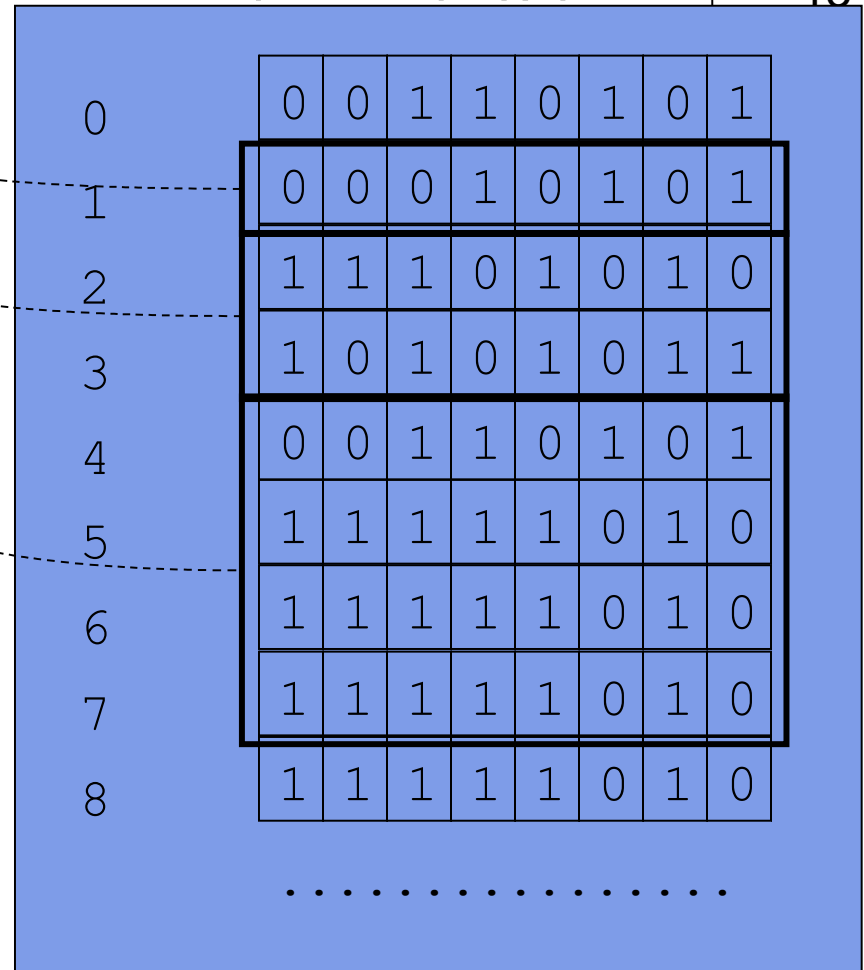 0 0 0 1 1 0 1 0 1
1 0 0 0 1 0 1 0 1
2 1 1 1 0 1 0 1 0
3 1 0 1 0 1 0 1 1
4 0 0 1 1 0 1 0 1
5 1 1 1 1 1 0 1 0
6 1 1 1 1 1 0 1 0
7 1 1 1 1 1 0 1 0
8 1 1 1 1 1 0 1 0
................